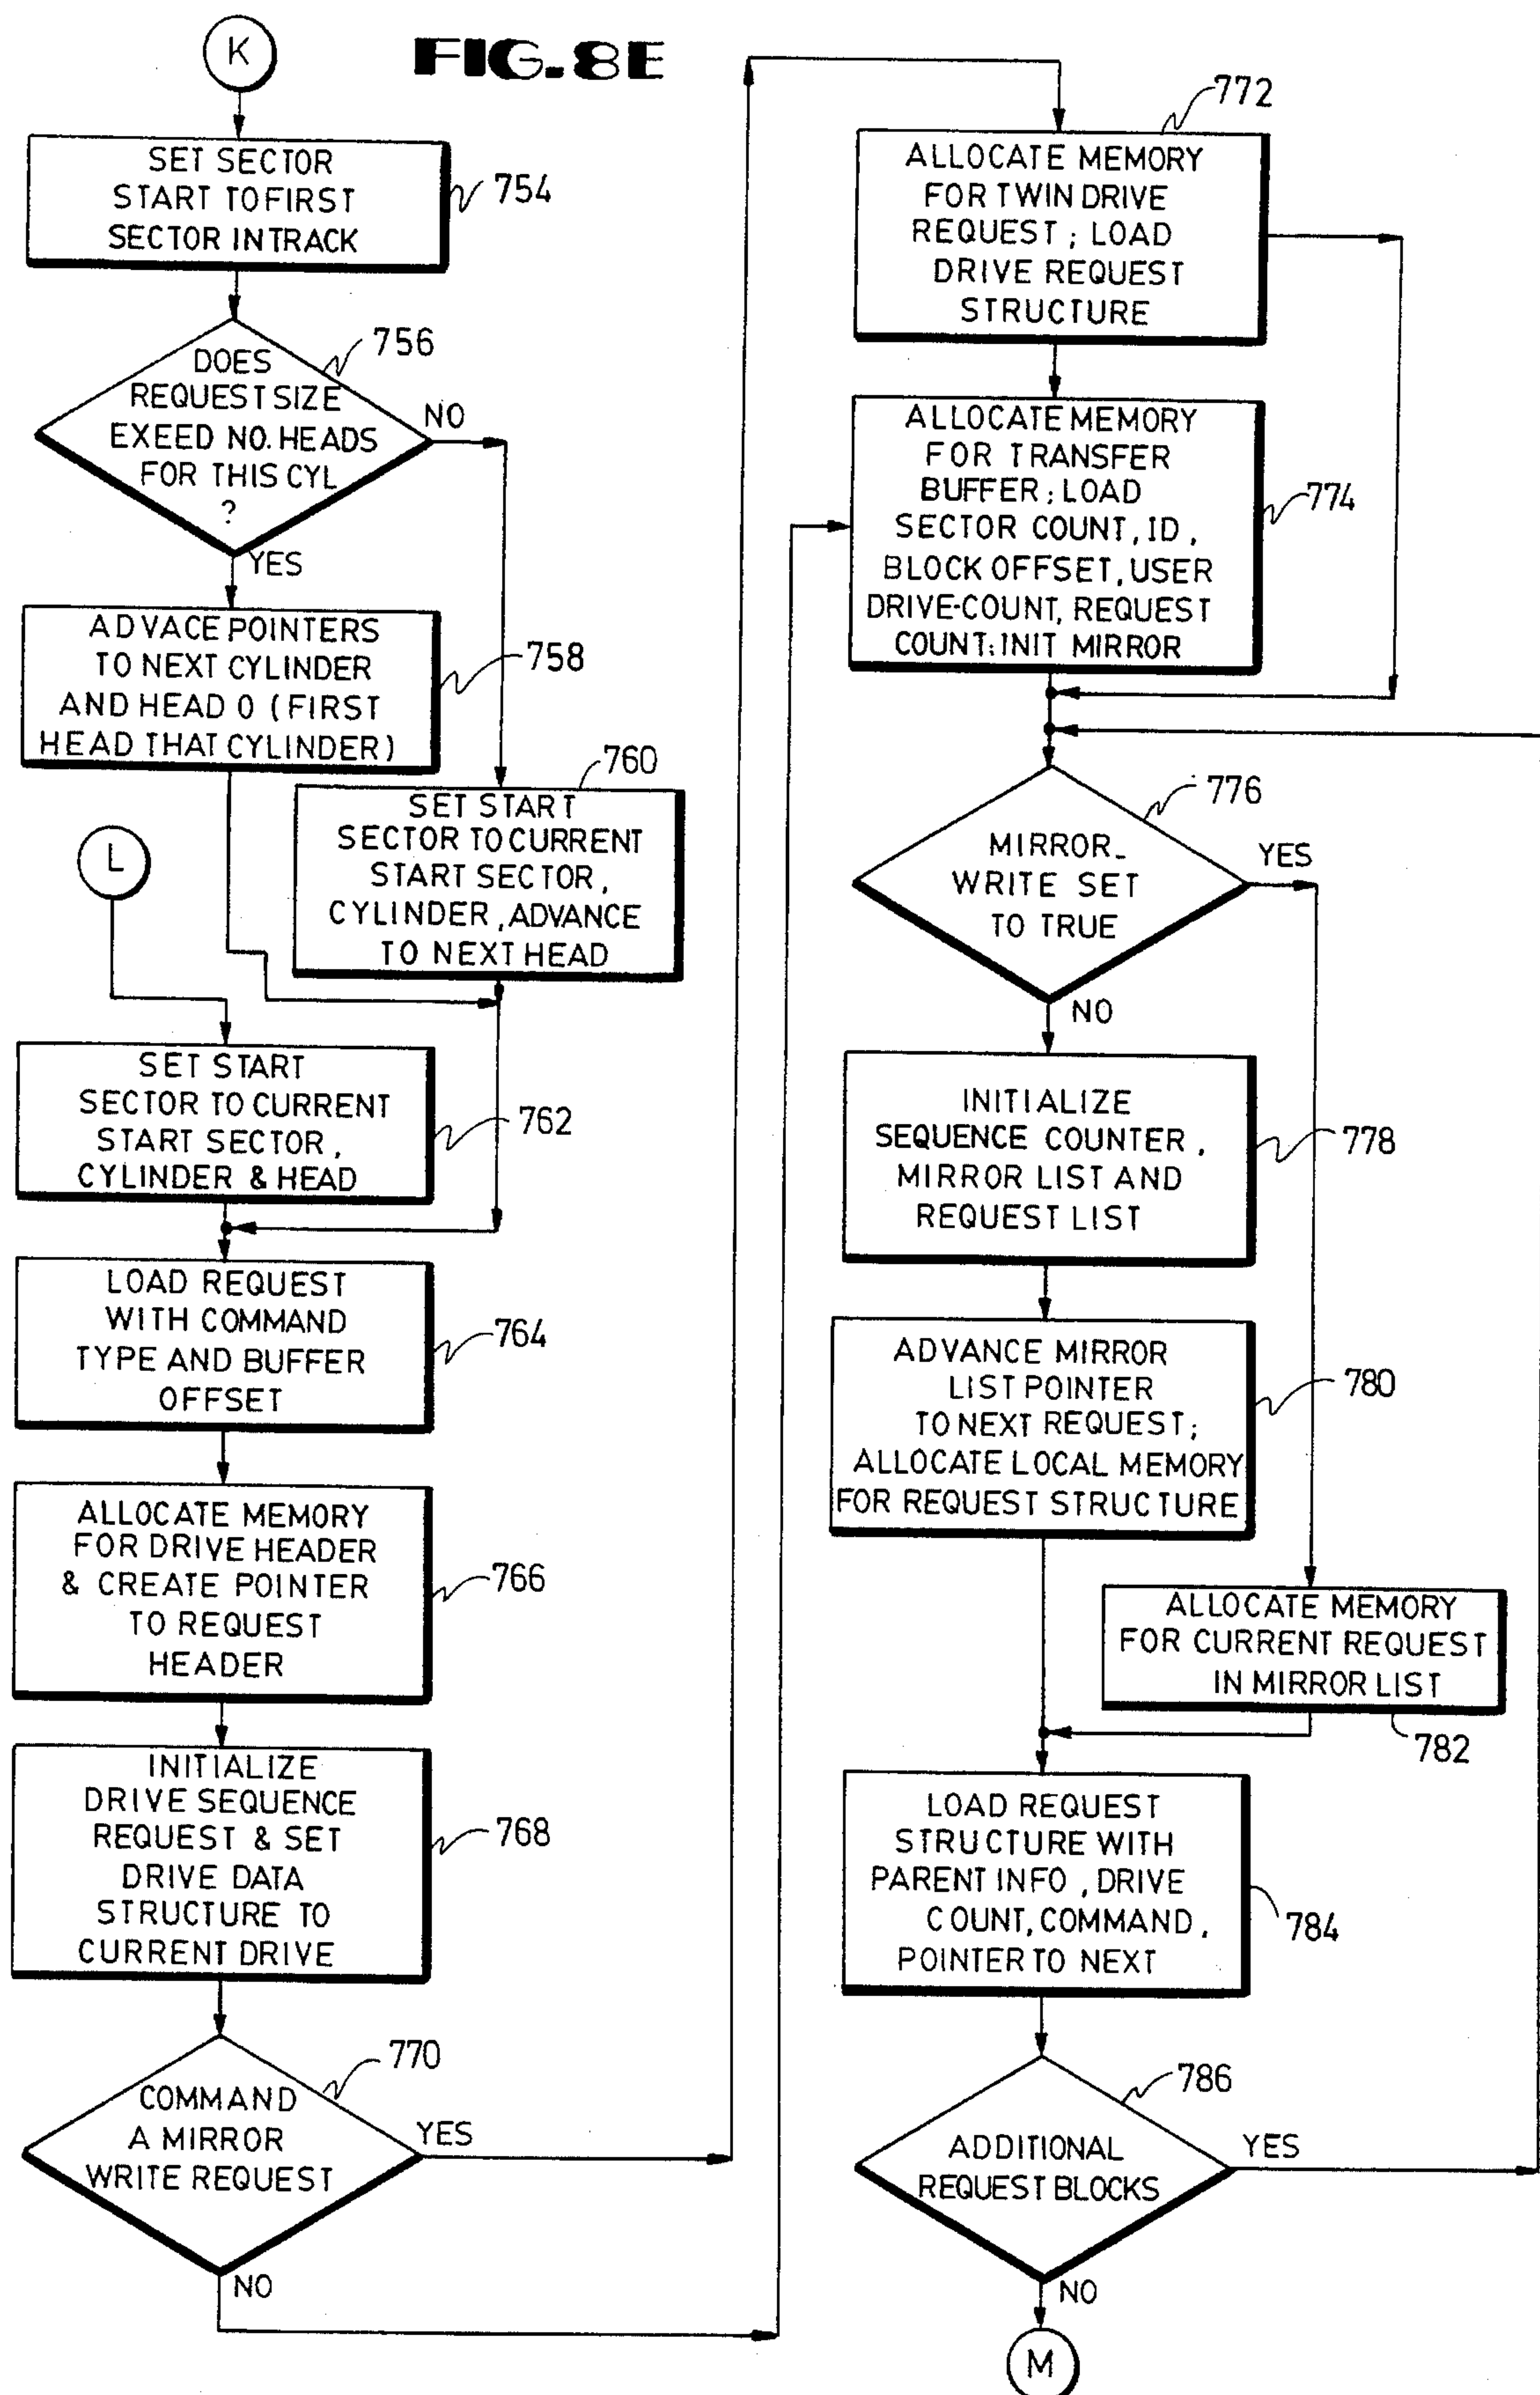 K
FIG. 8E
SET SECTOR
START TO FIRST
SECTOR IN TRACK
754
DOES
REQUEST SIZE
EXEED NO. HEADS
FOR THIS CYL
?
756
NO
YES
ADVACE POINTERS
TO NEXT CYLINDER
AND HEAD 0 (FIRST
HEAD THAT CYLINDER)
758
760
SET START
SECTOR TO CURRENT
START SECTOR,
CYLINDER, ADVANCE
TO NEXT HEAD
L
SET START
SECTOR TO CURRENT
START SECTOR,
CYLINDER & HEAD
762
LOAD REQUEST
WITH COMMAND
TYPE AND BUFFER
OFFSET
764
ALLOCATE MEMORY
FOR DRIVE HEADER
& CREATE POINTER
TO REQUEST
HEADER
766
INITIALIZE
DRIVE SEQUENCE
REQUEST & SET
DRIVE DATA
STRUCTURE TO
CURRENT DRIVE
768
COMMAND
A MIRROR
WRITE REQUEST
770
YES
NO
772
ALLOCATE MEMORY
FOR TWIN DRIVE
REQUEST; LOAD
DRIVE REQUEST
STRUCTURE
ALLOCATE MEMORY
FOR TRANSFER
BUFFER; LOAD
SECTOR COUNT, ID,
BLOCK OFFSET, USER
DRIVE-COUNT, REQUEST
COUNT: INIT MIRROR
774
776
MIRROR_
WRITE SET
TO TRUE
YES
NO
INITIALIZE
SEQUENCE COUNTER,
MIRROR LIST AND
REQUEST LIST
778
ADVANCE MIRROR
LIST POINTER
TO NEXT REQUEST;
ALLOCATE LOCAL MEMORY
FOR REQUEST STRUCTURE
780
ALLOCATE MEMORY
FOR CURRENT REQUEST
IN MIRROR LIST
782
LOAD REQUEST
STRUCTURE WITH
PARENT INFO, DRIVE
COUNT, COMMAND,
POINTER TO NEXT
784
786
ADDITIONAL
REQUEST BLOCKS
YES
NO
M